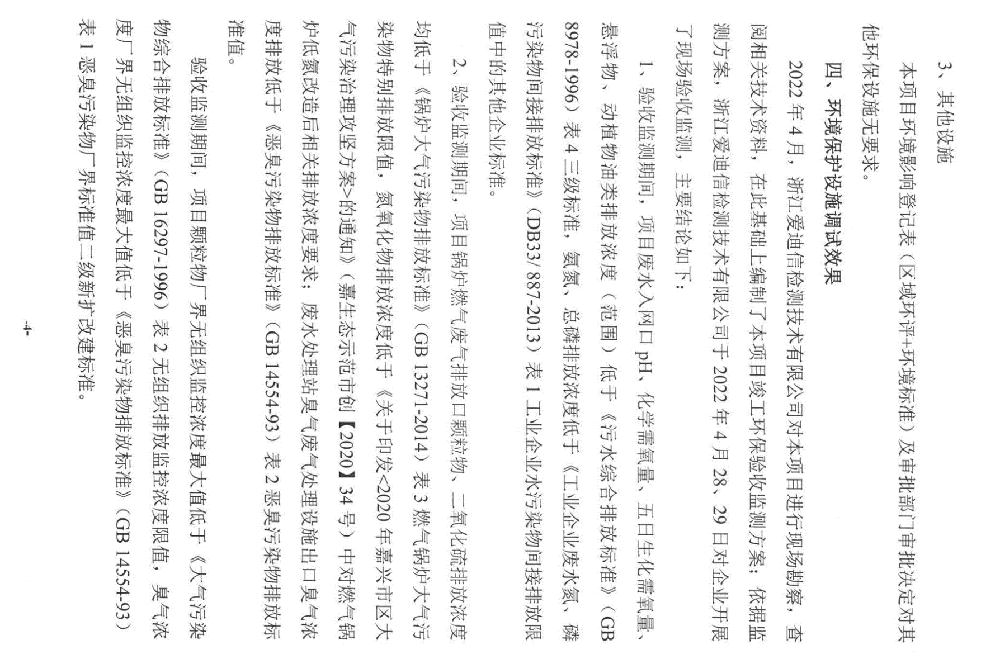 3、其他设施
本项目环境影响登记表（区域环评+环境标准）及审批部门审批决定对其
他环保设施无要求。
四、环境保护设施调试效果
2022 年 4 月，浙江爱迪信检测技术有限公司对本项目进行现场勘察，查
阅相关技术资料，在此基础上编制了本项目竣工环保验收监测方案；依据监
测方案，浙江爱迪信检测技术有限公司于 2022 年 4 月 28、29 日对企业开展
了现场验收监测，主要结论如下：
1、验收监测期间，项目废水入网口 pH、化学需氧量、五日生化需氧量、
悬浮物、动植物油类排放浓度（范围）低于《污水综合排放标准》（GB
8978-1996）表 4 三级标准，氨氮、总磷排放浓度低于《工业企业废水氮、磷
污染物间接排放标准》（DB33/ 887-2013）表 1 工业企业水污染物间接排放限
值中的其他企业标准。
2、验收监测期间，项目锅炉燃气废气排放口颗粒物、二氧化硫排放浓度
均低于《锅炉大气污染物排放标准》（GB 13271-2014）表 3 燃气锅炉大气污
染物特别排放限值，氮氧化物排放浓度低于《关于印发<2020 年嘉兴市区大
气污染治理攻坚方案>的通知》（嘉生态示范市创【2020】34 号）中对燃气锅
炉低氮改造后相关排放浓度要求；废水处理站臭气废气处理设施出口臭气浓
度排放低于《恶臭污染物排放标准》（GB 14554-93）表 2 恶臭污染物排放标
准值。
验收监测期间，项目颗粒物厂界无组织监控浓度最大值低于《大气污染
物综合排放标准》（GB 16297-1996）表 2 无组织排放监控浓度限值，臭气浓
度厂界无组织监控浓度最大值低于《恶臭污染物排放标准》（GB 14554-93）
表 1 恶臭污染物厂界标准值二级新扩改建标准。
-4-